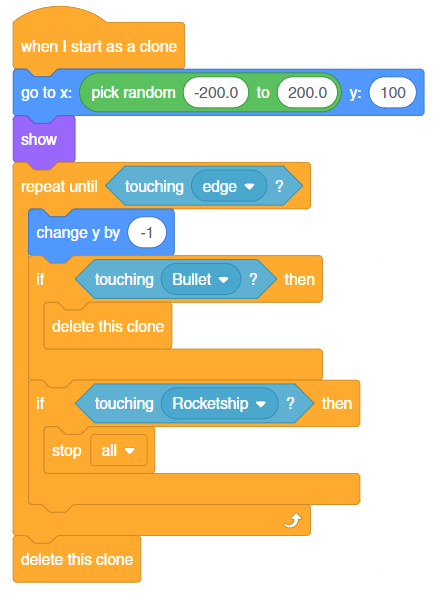 when I start as a clone
go to x: pick random -200.0 to 200.0 y: 100
show
repeat until touching edge ?
change y by -1
if touching Bullet ? then
delete this clone
if touching Rocketship ? then
stop all
delete this clone